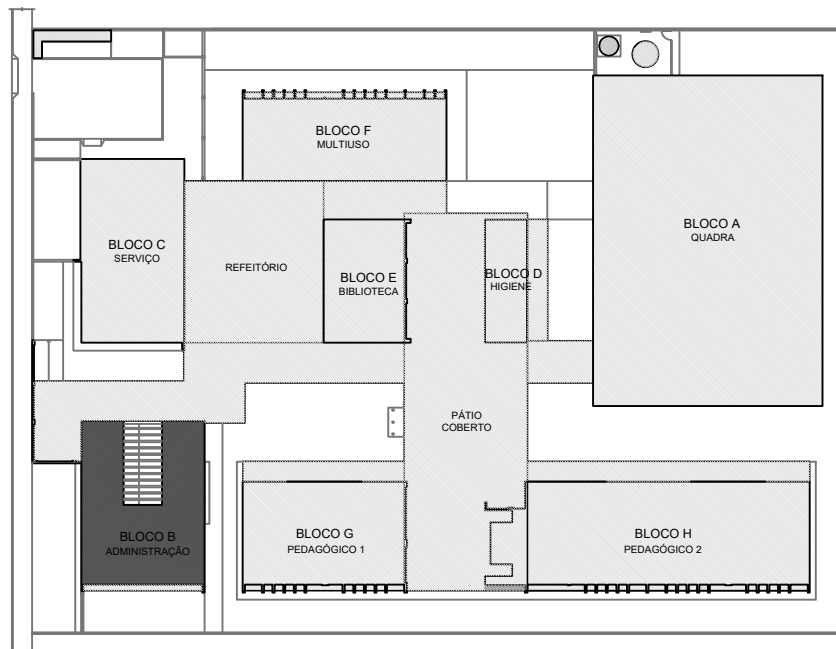 BLOCO F
MULTIUSO
BLOCO A
QUADRA
BLOCO C
SERVIÇO
REFEITÓRIO
BLOCO E
BIBLIOTECA
BLOCO D
HIGIENE
PÁTIO
COBERTO
BLOCO B
ADMINISTRAÇÃO
BLOCO G
PEDAGÓGICO 1
BLOCO H
PEDAGÓGICO 2